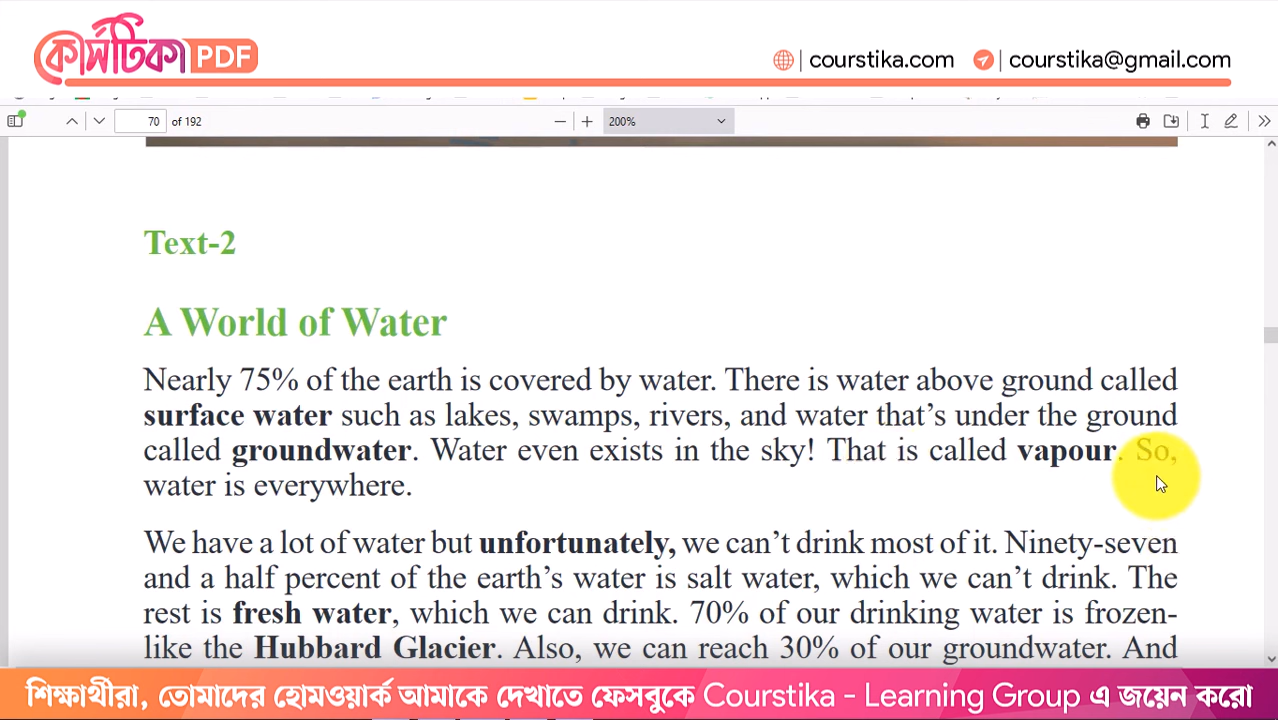 কোর্সটিকা PDF
courstika.com
courstika@gmail.com
70 of 192
200%
Text-2
A World of Water
Nearly 75% of the earth is covered by water. There is water above ground called
surface water such as lakes, swamps, rivers, and water that's under the ground
called groundwater. Water even exists in the sky! That is called vapour. So,
water is everywhere.
We have a lot of water but unfortunately, we can't drink most of it. Ninety-seven
and a half percent of the earth's water is salt water, which we can't drink. The
rest is fresh water, which we can drink. 70% of our drinking water is frozen-
like the Hubbard Glacier. Also, we can reach 30% of our groundwater. And
শিক্ষার্থীরা, তোমাদের হোমওয়ার্ক আমাকে দেখাতে ফেসবুকে Courstika - Learning Group এ জয়েন করো